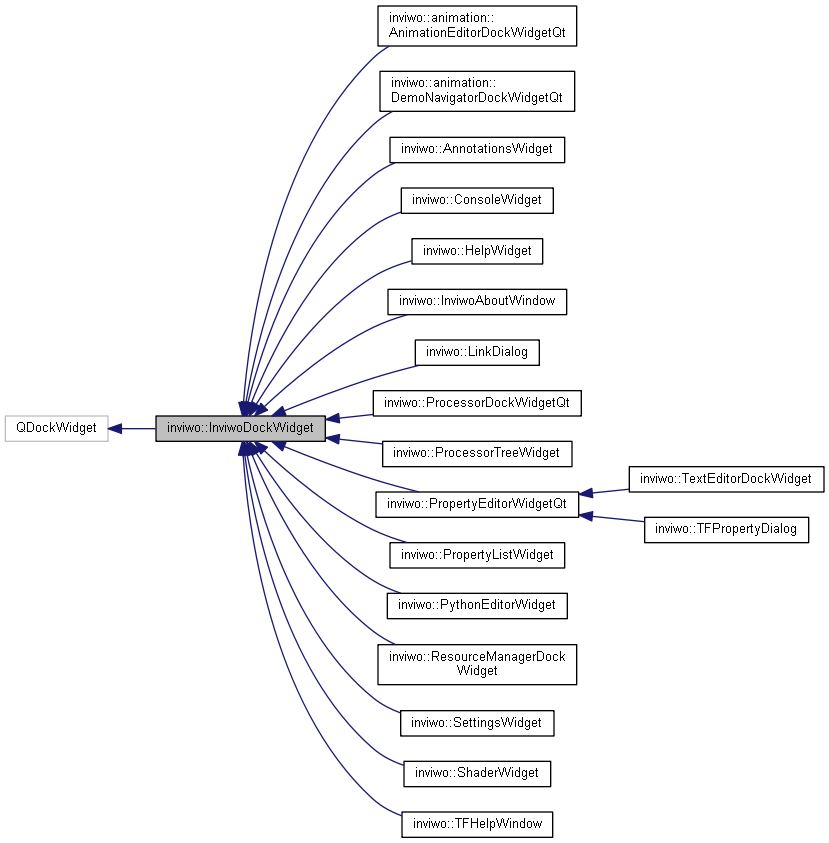 inviwo::animation::
AnimationEditorDockWidgetQt
inviwo::animation::
DemoNavigatorDockWidgetQt
inviwo::AnnotationsWidget
inviwo::ConsoleWidget
inviwo::HelpWidget
inviwo::InviwoAboutWindow
inviwo::LinkDialog
inviwo::ProcessorDockWidgetQt
QDockWidget
inviwo::InviwoDockWidget
inviwo::ProcessorTreeWidget
inviwo::TextEditorDockWidget
inviwo::PropertyEditorWidgetQt
inviwo::TFPropertyDialog
inviwo::PropertyListWidget
inviwo::PythonEditorWidget
inviwo::ResourceManagerDock
Widget
inviwo::SettingsWidget
inviwo::ShaderWidget
inviwo::TFHelpWindow